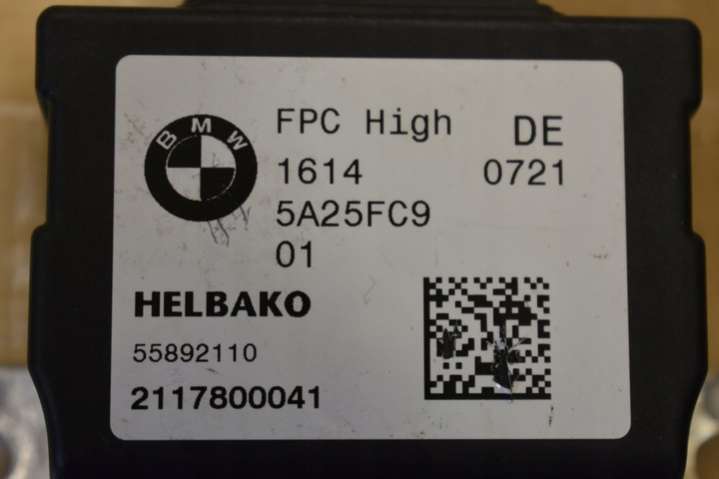 BMW
FPC High DE
1614 0721
5A25FC9
01
HELBAKO
55892110
2117800041